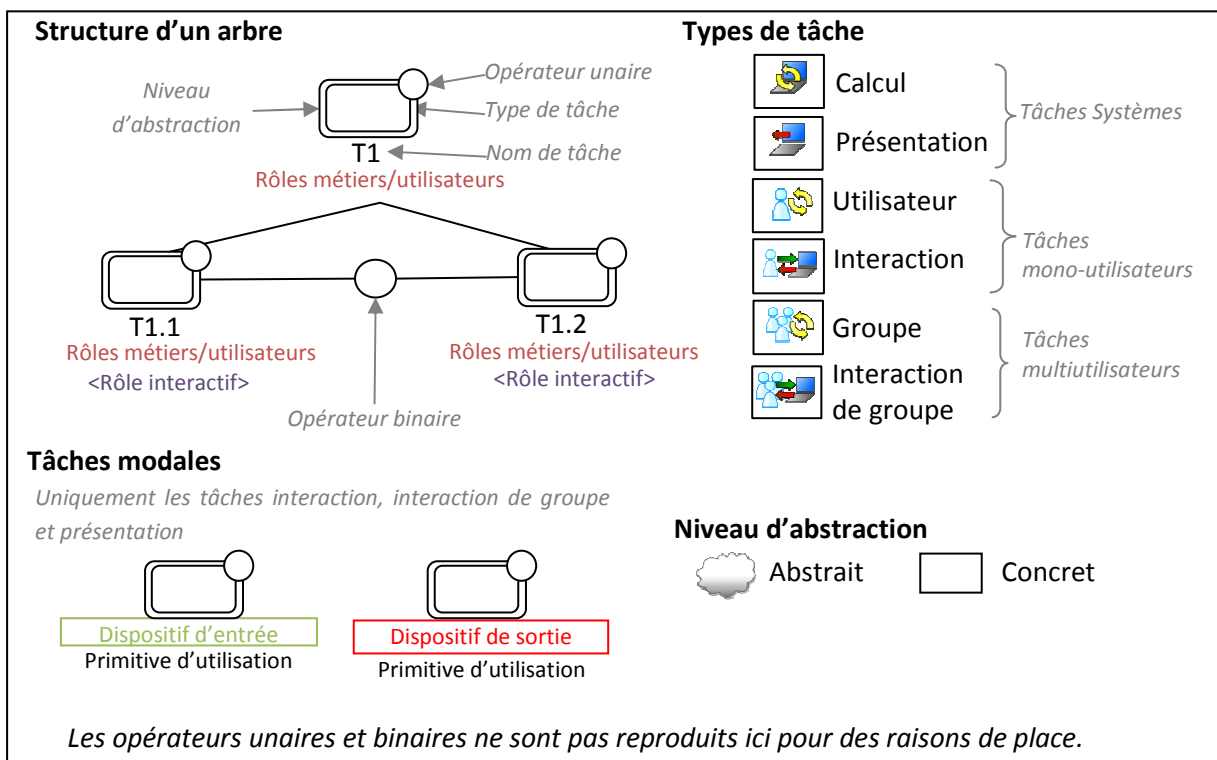 Structure d’un arbre
Opérateur unaire
Niveau
d’abstraction
Type de tâche
T1
Nom de tâche
Rôles métiers/utilisateurs
T1.1
Rôles métiers/utilisateurs
<Rôle interactif>
T1.2
Rôles métiers/utilisateurs
<Rôle interactif>
Opérateur binaire
Types de tâche
Calcul
Présentation
Tâches Systèmes
Utilisateur
Interaction
Tâches
mono-utilisateurs
Groupe
Interaction
de groupe
Tâches
multiutilisateurs
Tâches modales
Uniquement les tâches interaction, interaction de groupe
et présentation
Dispositif d’entrée
Primitive d’utilisation
Dispositif de sortie
Primitive d’utilisation
Niveau d’abstraction
Abstrait
Concret
Les opérateurs unaires et binaires ne sont pas reproduits ici pour des raisons de place.